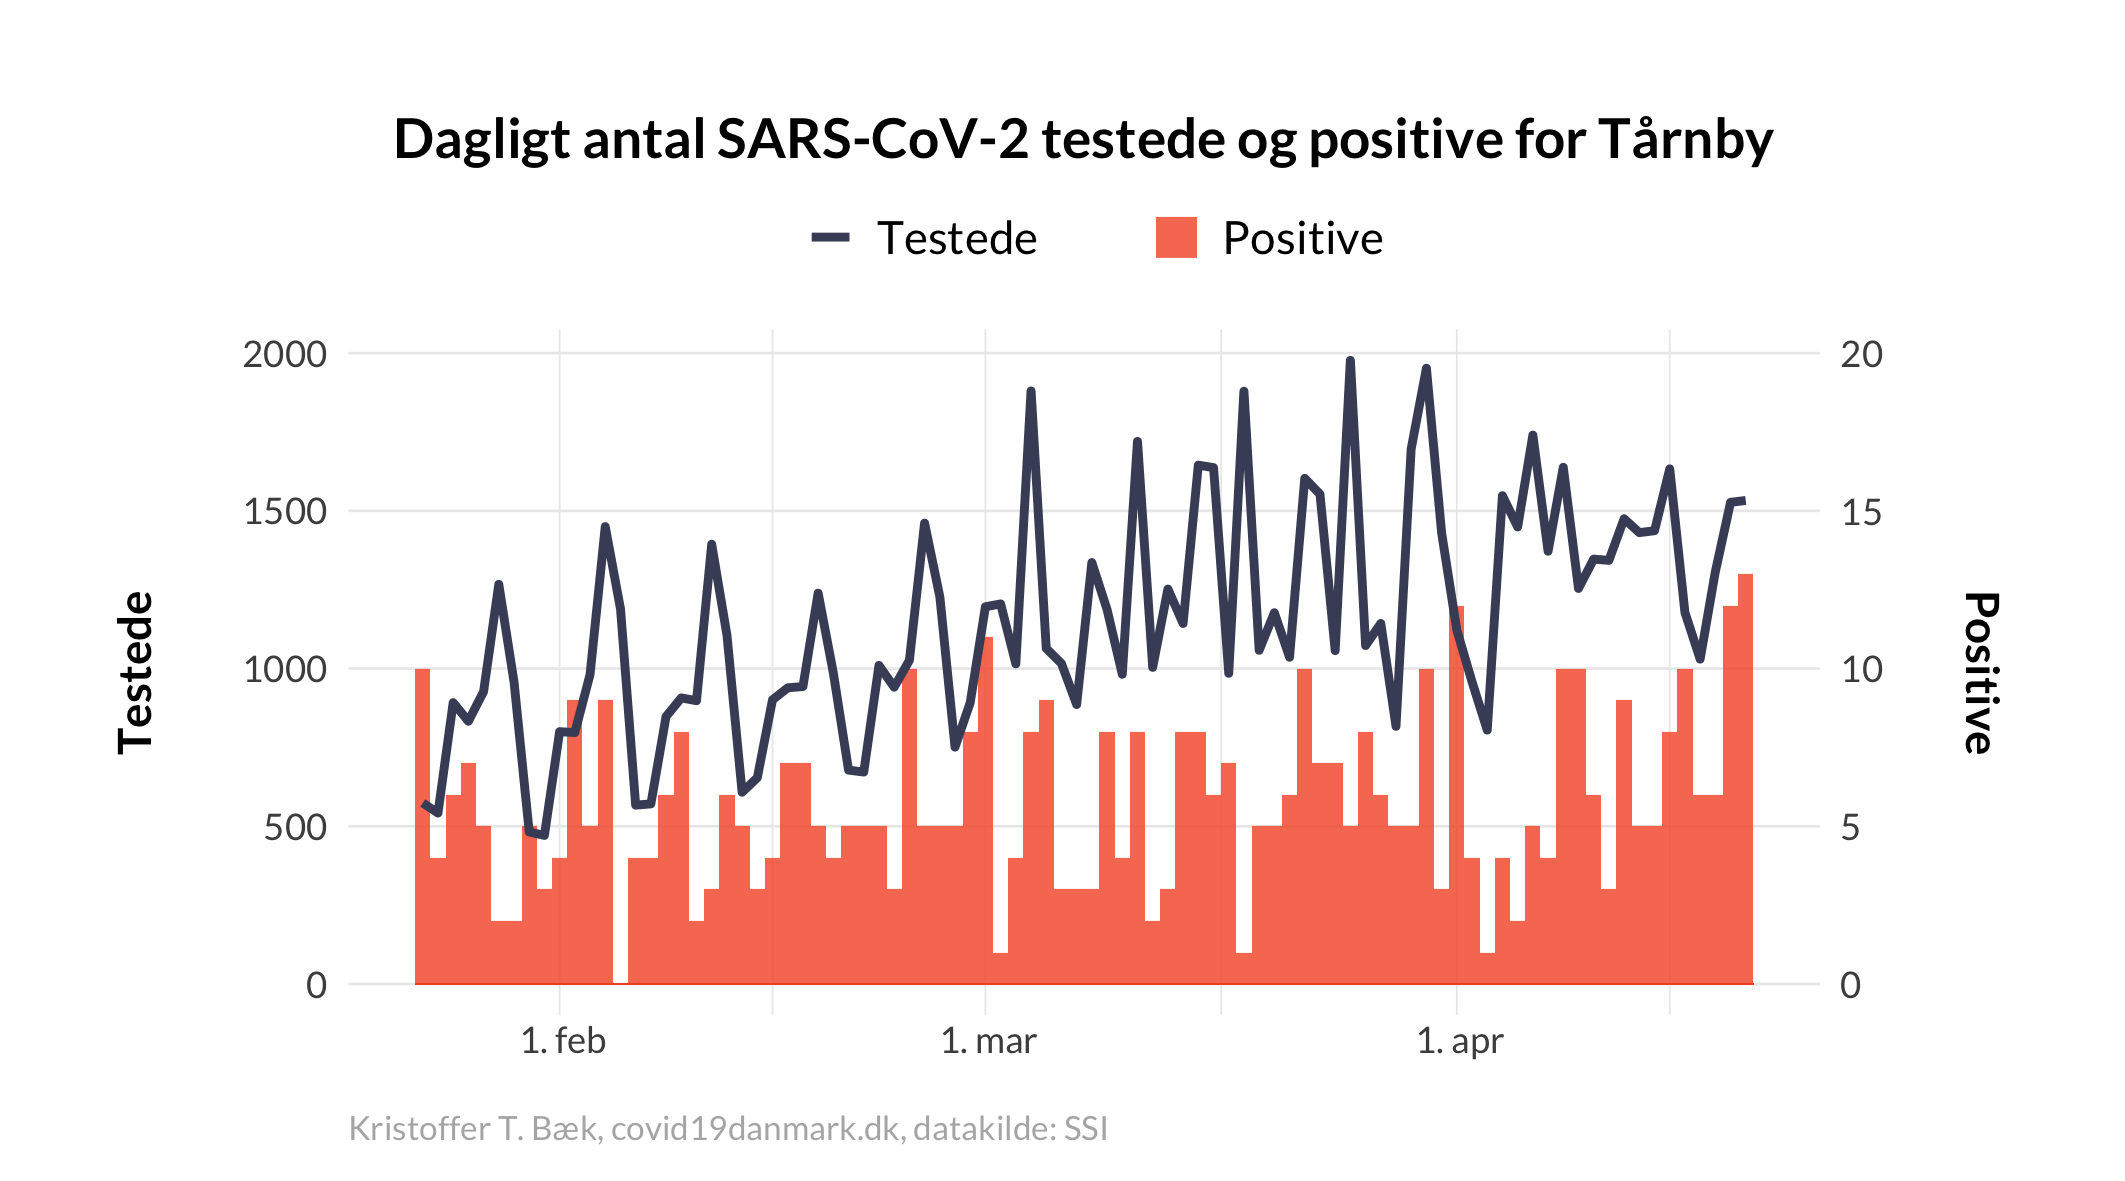 Dagligt antal SARS-CoV-2 testede og positive for Tårnby
Testede Positive
2000 20
1500 15
1000 10
500 5
0 0
Testede
Positive
1. feb 1. mar 1. apr
Kristoffer T. Bæk, covid19danmark.dk, datakilde: SSI